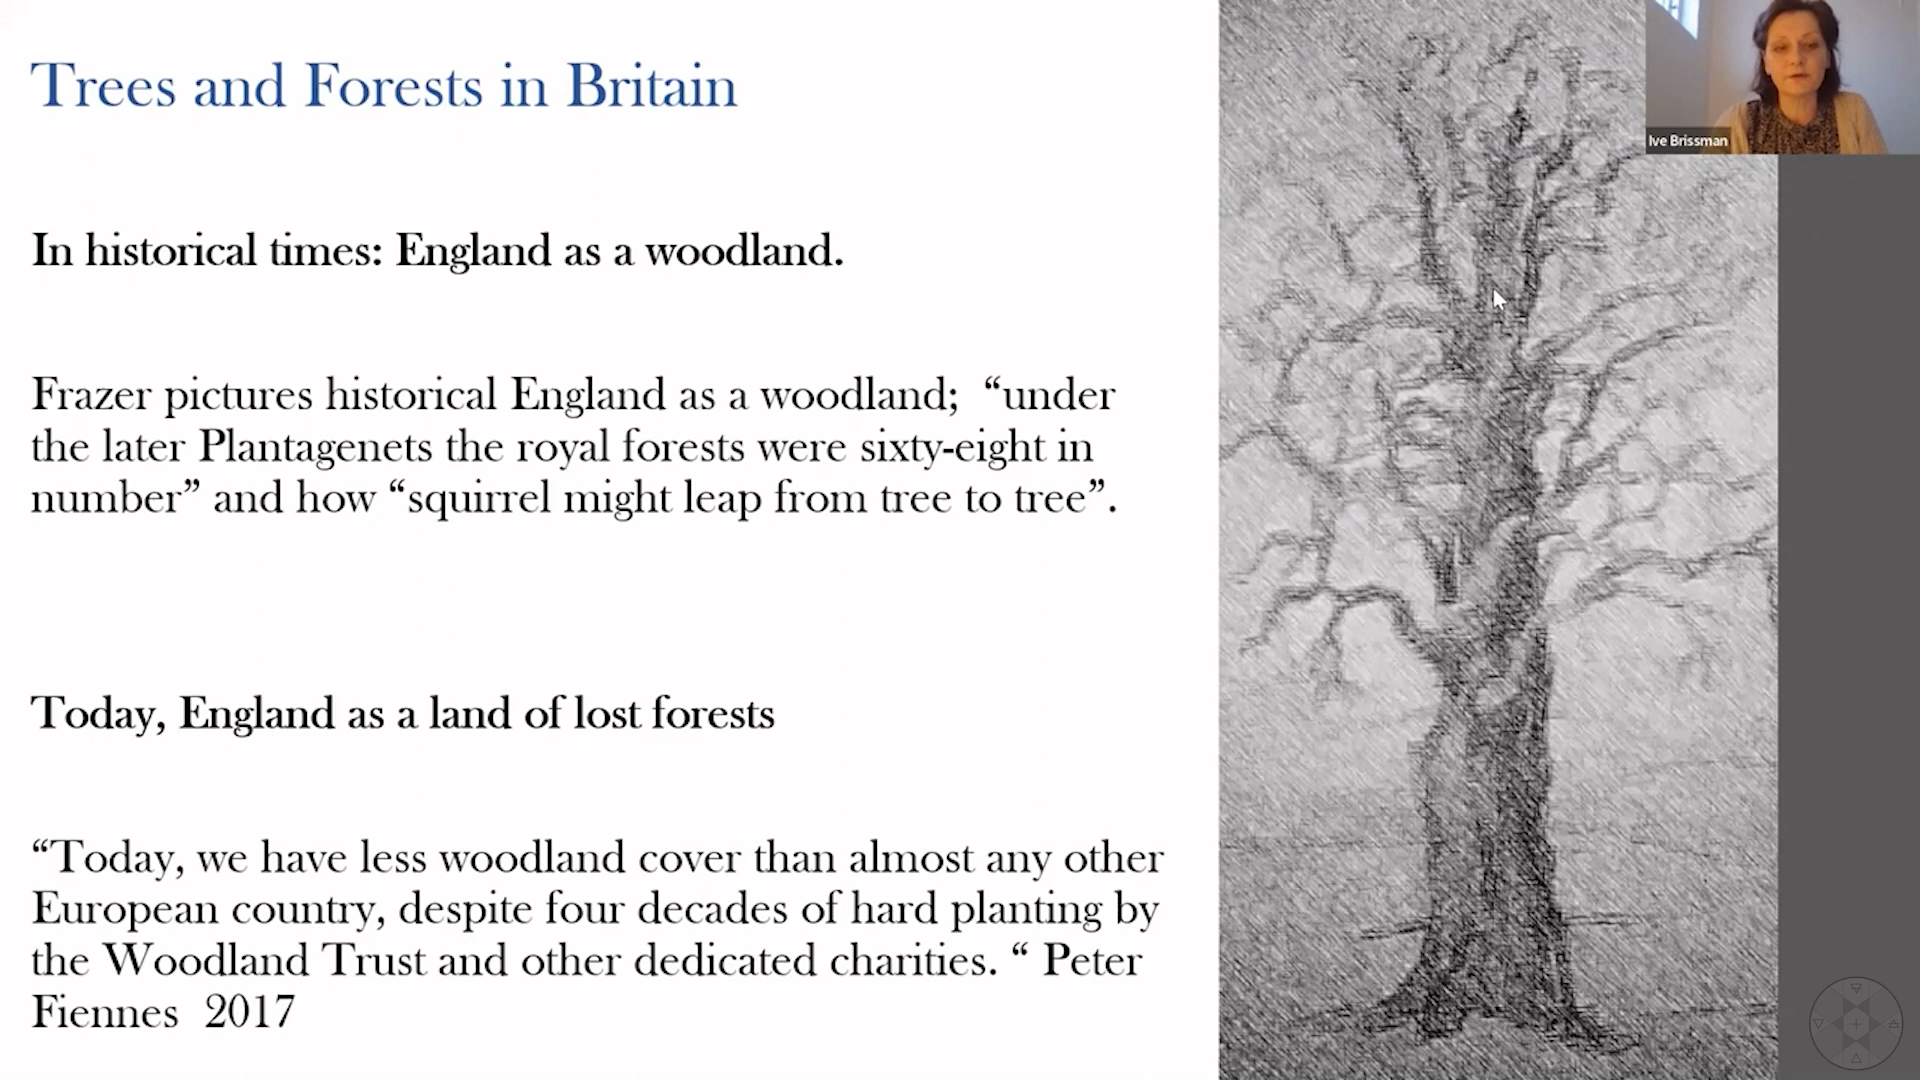 Trees and Forests in Britain
Ive Brissman
In historical times: England as a woodland.
Frazer pictures historical England as a woodland;  “under
the later Plantagenets the royal forests were sixty-eight in
number” and how “squirrel might leap from tree to tree”.
Today, England as a land of lost forests
“Today, we have less woodland cover than almost any other
European country, despite four decades of hard planting by
the Woodland Trust and other dedicated charities. “ Peter
Fiennes  2017